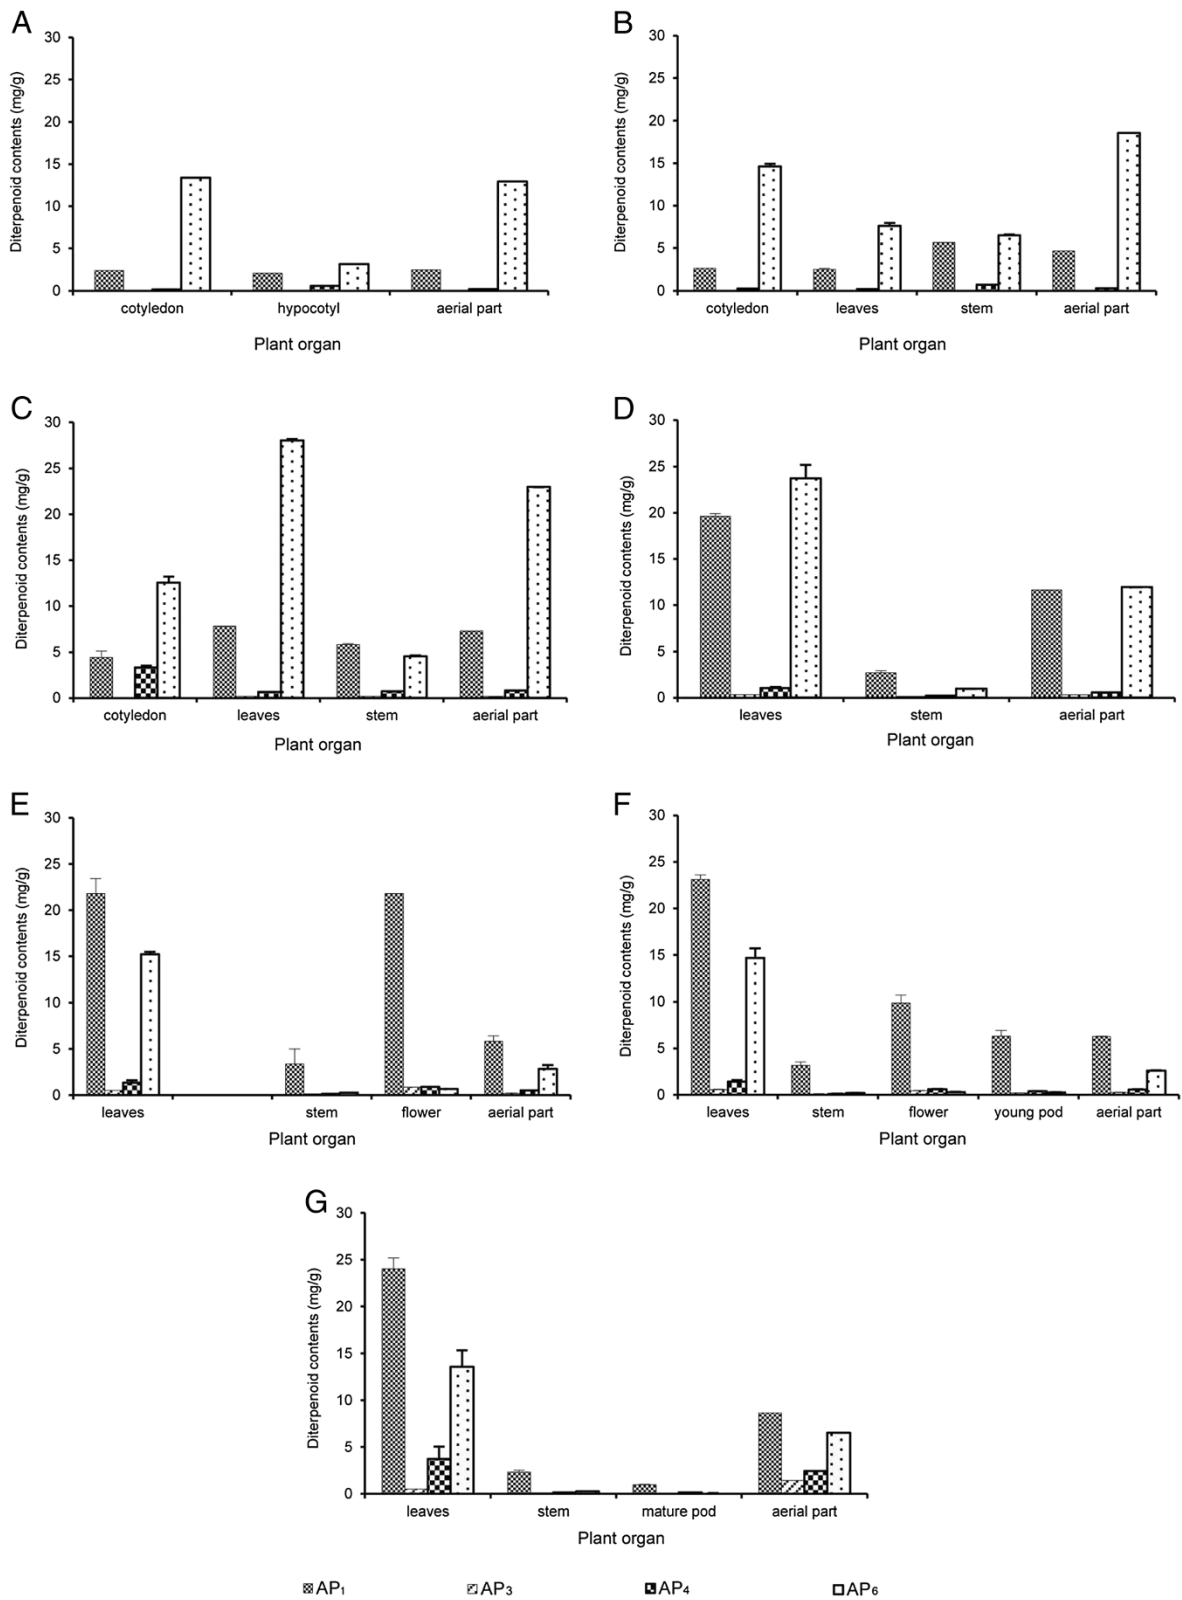 A
Diterpenoid contents (mg/g)
30
25
20
15
10
5
0
cotyledon hypocotyl aerial part
Plant organ
B
Diterpenoid contents (mg/g)
30
25
20
15
10
5
0
cotyledon leaves stem aerial part
Plant organ
C
Diterpenoid contents (mg/g)
30
25
20
15
10
5
0
cotyledon leaves stem aerial part
Plant organ
D
Diterpenoid contents (mg/g)
30
25
20
15
10
5
0
leaves stem aerial part
Plant organ
E
Diterpenoid contents (mg/g)
30
25
20
15
10
5
0
leaves stem flower aerial part
Plant organ
F
Diterpenoid contents (mg/g)
30
25
20
15
10
5
0
leaves stem flower young pod aerial part
Plant organ
G
Diterpenoid contents (mg/g)
30
25
20
15
10
5
0
leaves stem mature pod aerial part
Plant organ
AP₁ AP₃ AP₄ AP₆